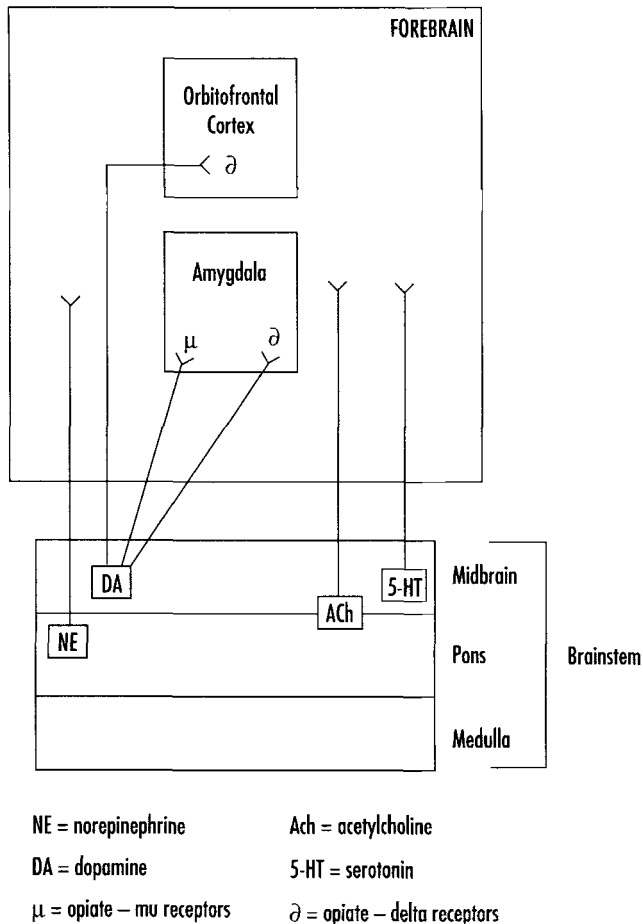 FOREBRAIN
Orbitofrontal
Cortex
∂
Amygdala
μ
∂
DA
5-HT
Midbrain
ACh
NE
Pons
Brainstem
Medulla
NE = norepinephrine
Ach = acetylcholine
DA = dopamine
5-HT = serotonin
μ = opiate – mu receptors
∂ = opiate – delta receptors